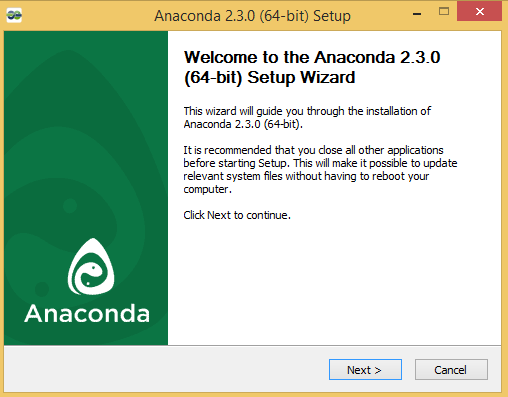 Anaconda 2.3.0 (64-bit) Setup
Welcome to the Anaconda 2.3.0
(64-bit) Setup Wizard
This wizard will guide you through the installation of
Anaconda 2.3.0 (64-bit).
It is recommended that you close all other applications
before starting Setup. This will make it possible to update
relevant system files without having to reboot your
computer.
Click Next to continue.
Anaconda
Next >
Cancel